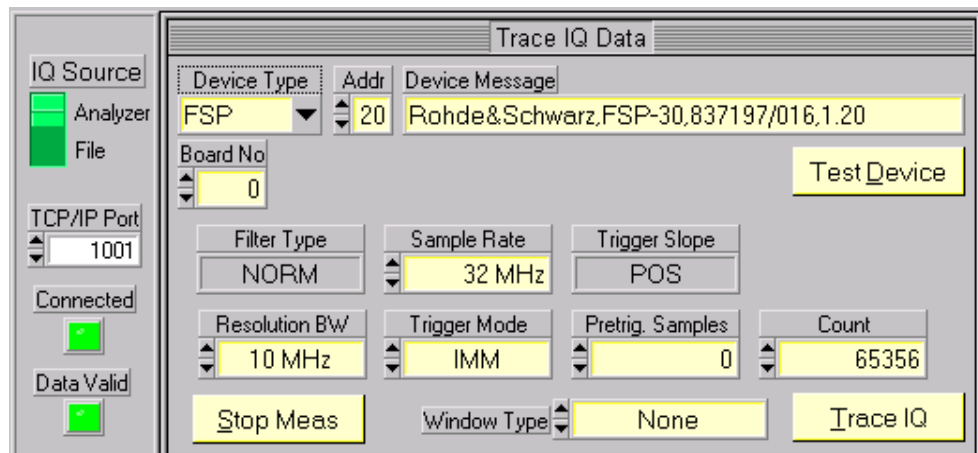 Trace IQ Data
IQ Source
Analyzer
File
TCP/IP Port
1001
Connected
Data Valid
Device Type Addr Device Message
FSP 20 Rohde&Schwarz,FSP-30,837197/016,1.20
Board No
0
Test Device
Filter Type Sample Rate Trigger Slope
NORM 32 MHz POS
Resolution BW Trigger Mode Pretrig. Samples Count
10 MHz IMM 0 65356
Stop Meas Window Type None Trace IQ